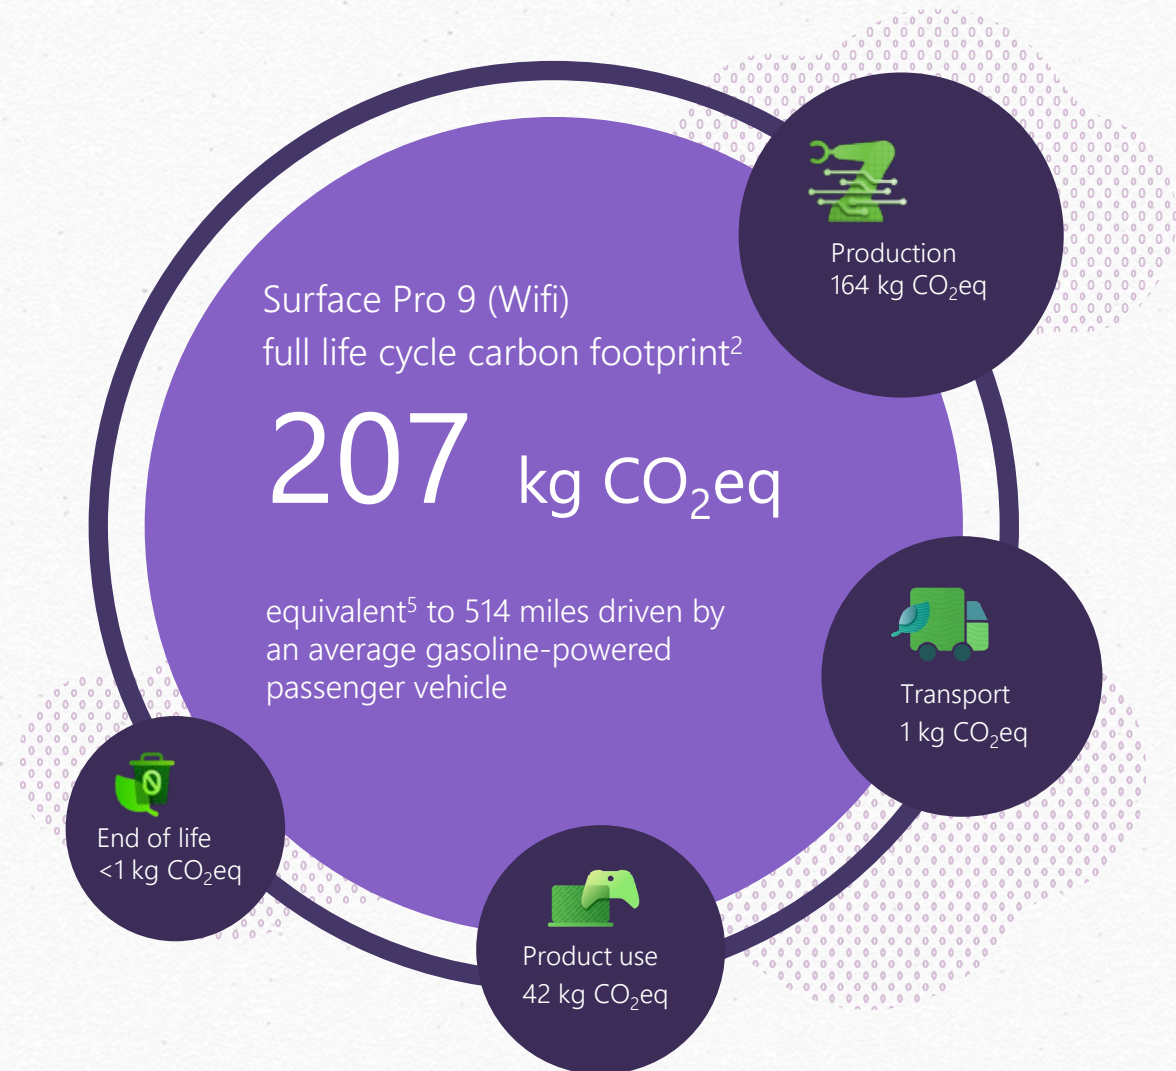 Surface Pro 9 (Wifi)
full life cycle carbon footprint²
207 kg CO₂eq
equivalent⁵ to 514 miles driven by
an average gasoline-powered
passenger vehicle
Production
164 kg CO₂eq
Transport
1 kg CO₂eq
Product use
42 kg CO₂eq
End of life
<1 kg CO₂eq